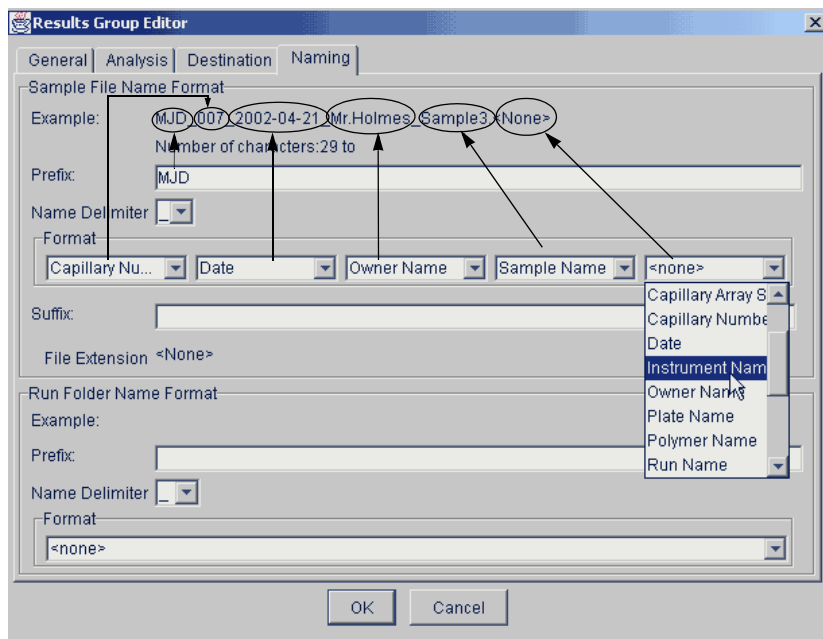 Results Group Editor
General Analysis Destination Naming
Sample File Name Format
Example: MJD_007_2002-04-21_Mr.Holmes_Sample3.<None>
Number of characters:29 to
Prefix: MJD
Name Delimiter _
Format
Capillary Nu... Date Owner Name Sample Name <none>
Capillary Array S
Capillary Numbe
Date
Instrument Nam
Owner Name
Plate Name
Polymer Name
Run Name
Suffix:
File Extension <None>
Run Folder Name Format
Example:
Prefix:
Name Delimiter _
Format
<none>
OK Cancel